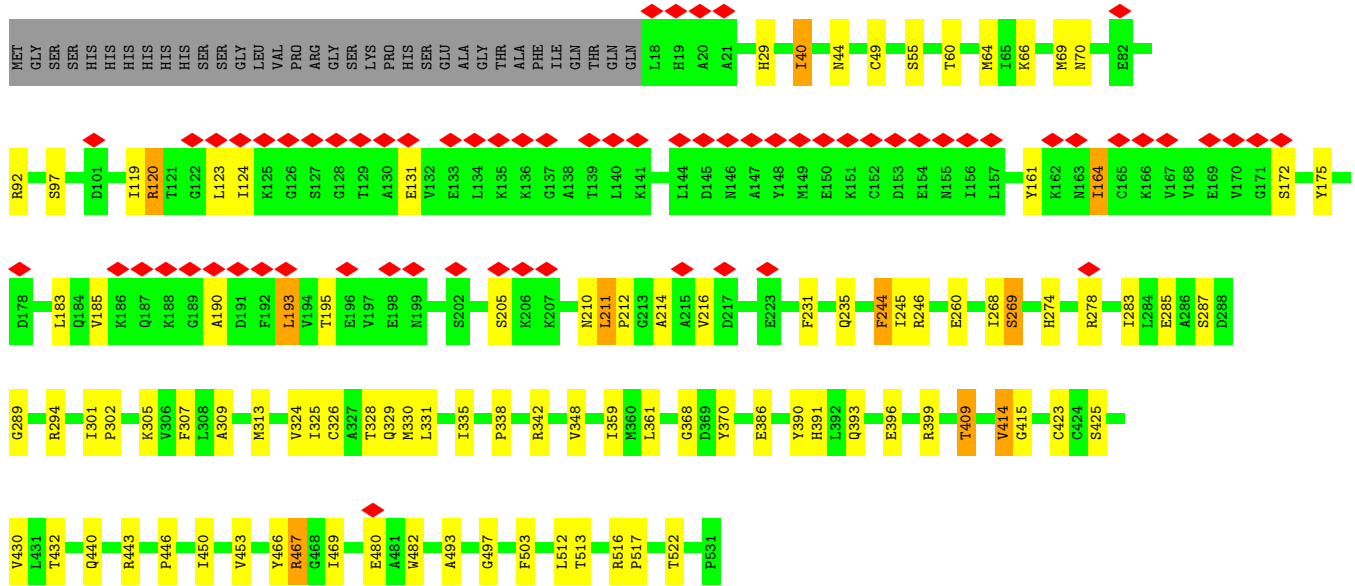 MET GLY SER SER HIS HIS HIS HIS HIS HIS SER SER GLY LEU VAL PRO ARG GLY SER LYS PRO HIS SER GLU ALA GLY THR ALA PHE ILE GLN THR GLN GLN L18 H19 A20 A21 H29 I40 N44 C49 S55 T60 M64 I65 K66 M69 N70 E82
R92 S97 D101 I119 R120 T121 G122 L123 I124 K125 G126 S127 G128 T129 A130 E131 V132 E133 L134 K135 K136 G137 A138 T139 L140 K141 L144 D145 N146 A147 Y148 M149 E150 K151 C152 D153 E154 N155 I156 L157 Y161 K162 N163 I164 C165 K166 V167 V168 E169 V170 G171 S172 Y175
D178 L183 Q184 V185 K186 Q187 K188 G189 A190 D191 F192 L193 V194 T195 E196 V197 E198 N199 S202 S205 K206 K207 N210 L211 P212 G213 A214 A215 V216 D217 E223 F231 Q235 F244 I245 R246 E260 I268 S269 H274 R278 I283 L284 E285 A286 S287 D288
G289 R294 I301 P302 K305 V306 F307 L308 A309 M313 V324 I325 C326 A327 T328 Q329 M330 L331 I335 P338 R342 V348 I359 M360 L361 G368 D369 Y370 E386 Y390 H391 L392 Q393 E396 R399 T409 V414 G415 C423 C424 S425
V430 L431 T432 Q440 R443 P446 I450 V453 Y466 R467 G468 I469 E480 A481 W482 A493 G497 F503 L512 T513 R516 P517 T522 P531